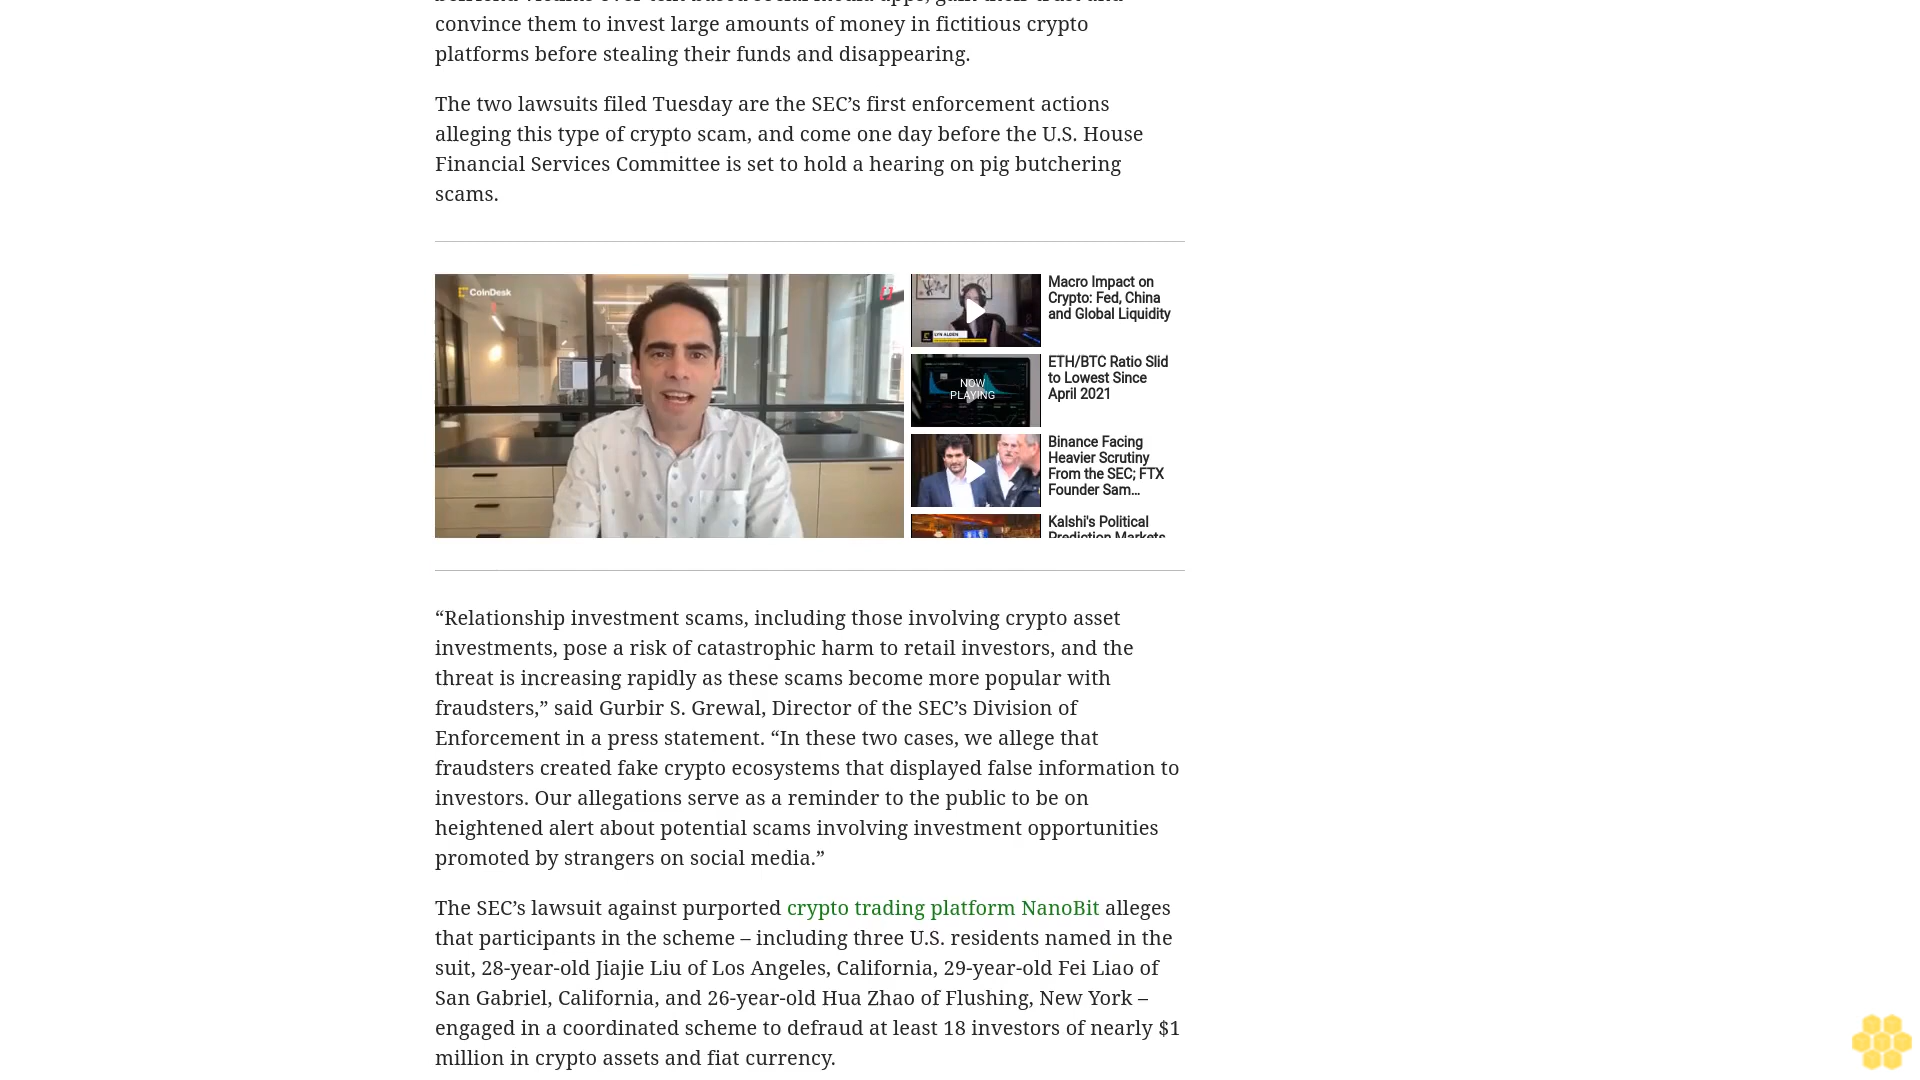 convince them to invest large amounts of money in fictitious crypto
platforms before stealing their funds and disappearing.
The two lawsuits filed Tuesday are the SEC’s first enforcement actions
alleging this type of crypto scam, and come one day before the U.S. House
Financial Services Committee is set to hold a hearing on pig butchering
scams.
CoinDesk
LYN ALDEN
Macro Impact on
Crypto: Fed, China
and Global Liquidity
NOW
PLAYING
ETH/BTC Ratio Slid
to Lowest Since
April 2021
Binance Facing
Heavier Scrutiny
From the SEC; FTX
Founder Sam...
Kalshi's Political
Prediction Markets
“Relationship investment scams, including those involving crypto asset
investments, pose a risk of catastrophic harm to retail investors, and the
threat is increasing rapidly as these scams become more popular with
fraudsters,” said Gurbir S. Grewal, Director of the SEC’s Division of
Enforcement in a press statement. “In these two cases, we allege that
fraudsters created fake crypto ecosystems that displayed false information to
investors. Our allegations serve as a reminder to the public to be on
heightened alert about potential scams involving investment opportunities
promoted by strangers on social media.”
The SEC’s lawsuit against purported crypto trading platform NanoBit alleges
that participants in the scheme – including three U.S. residents named in the
suit, 28-year-old Jiajie Liu of Los Angeles, California, 29-year-old Fei Liao of
San Gabriel, California, and 26-year-old Hua Zhao of Flushing, New York –
engaged in a coordinated scheme to defraud at least 18 investors of nearly $1
million in crypto assets and fiat currency.